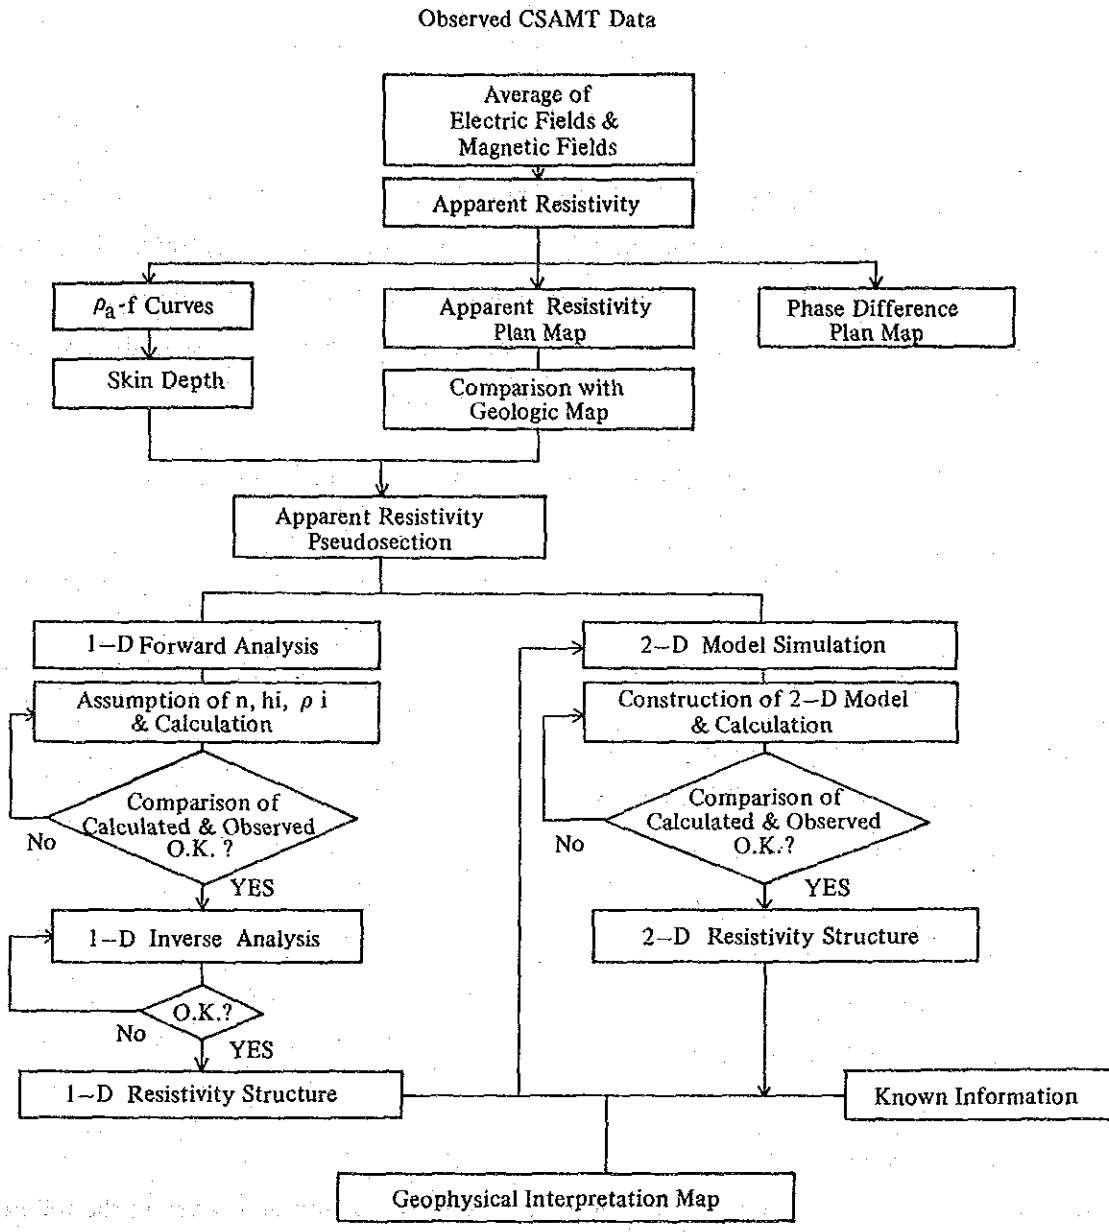 Observed CSAMT Data
Average of
Electric Fields &
Magnetic Fields
Apparent Resistivity
ρa-f Curves
Apparent Resistivity
Plan Map
Phase Difference
Plan Map
Skin Depth
Comparison with
Geologic Map
Apparent Resistivity
Pseudosection
1-D Forward Analysis
2-D Model Simulation
Assumption of n, hi, ρ i
& Calculation
Construction of 2-D Model
& Calculation
Comparison of
Calculated & Observed
O.K. ?
No
YES
Comparison of
Calculated & Observed
O.K.?
No
YES
1-D Inverse Analysis
2-D Resistivity Structure
O.K.?
No
YES
1-D Resistivity Structure
Known Information
Geophysical Interpretation Map